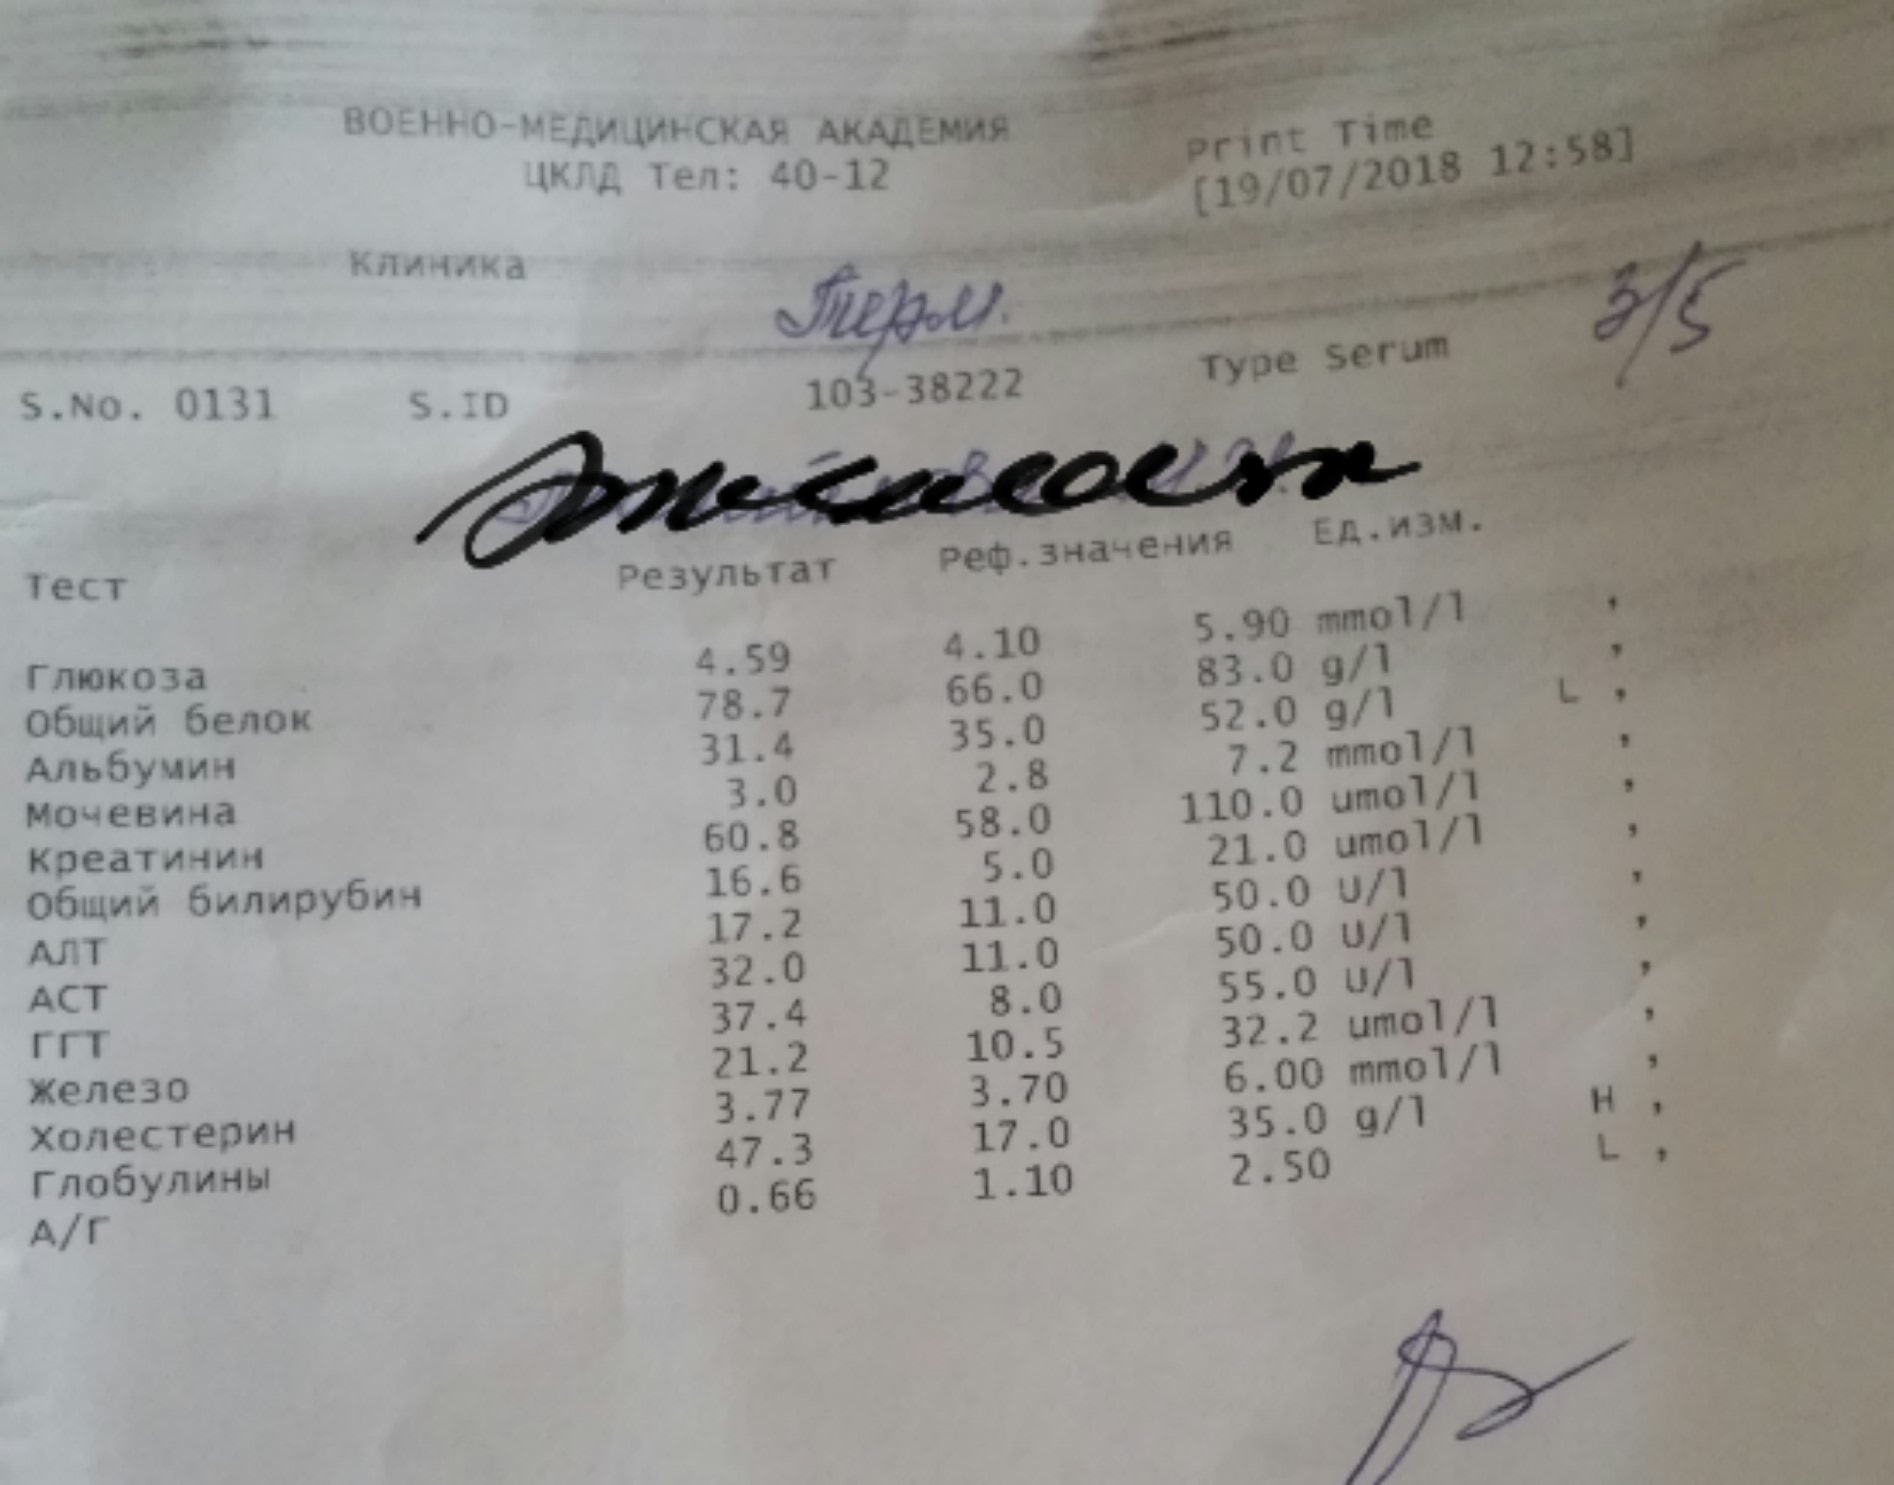 ВОЕННО-МЕДИЦИНСКАЯ АКАДЕМИЯ
ЦКЛД Тел: 40-12
Print Time
[19/07/2018 12:58]
Клиника
3/5
S.No. 0131 S.ID 103-38222 Type Serum
Тест Результат Реф.значения Ед.изм.
Глюкоза 4.59 4.10 5.90 mmol/l ,
Общий белок 78.7 66.0 83.0 g/l ,
Альбумин 31.4 35.0 52.0 g/l L ,
Мочевина 3.0 2.8 7.2 mmol/l ,
Креатинин 60.8 58.0 110.0 umol/l ,
Общий билирубин 16.6 5.0 21.0 umol/l ,
АЛТ 17.2 11.0 50.0 U/l ,
АСТ 32.0 11.0 50.0 U/l ,
ГГТ 37.4 8.0 55.0 U/l ,
Железо 21.2 10.5 32.2 umol/l ,
Холестерин 3.77 3.70 6.00 mmol/l ,
Глобулины 47.3 17.0 35.0 g/l H ,
А/Г 0.66 1.10 2.50 L ,